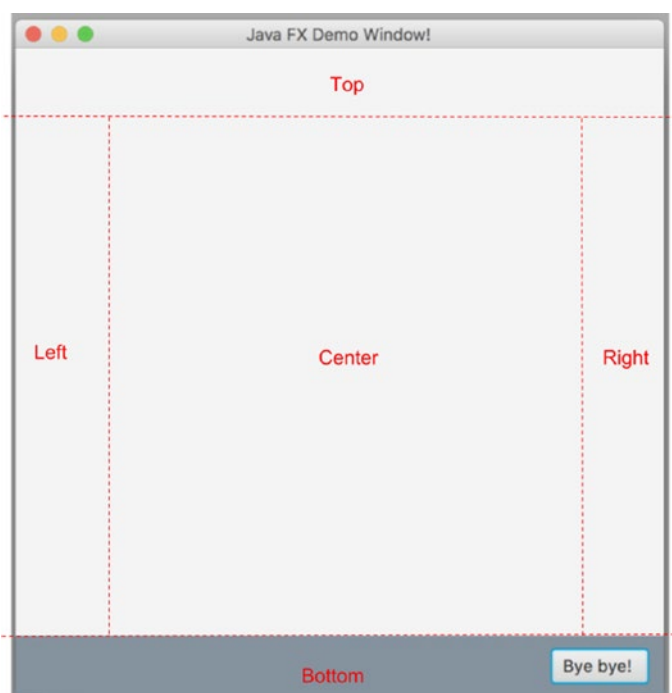 Java FX Demo Window!
Top
Left
Center
Right
Bottom
Bye bye!